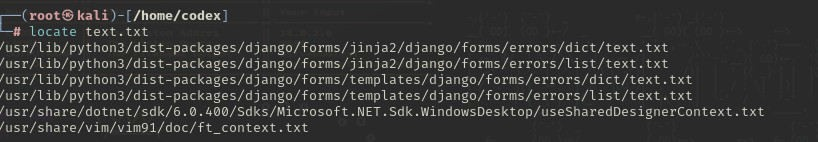 ┌──(root㉿kali)-[/home/codex]
└─# locate text.txt
/usr/lib/python3/dist-packages/django/forms/jinja2/django/forms/errors/dict/text.txt
/usr/lib/python3/dist-packages/django/forms/jinja2/django/forms/errors/list/text.txt
/usr/lib/python3/dist-packages/django/forms/templates/django/forms/errors/dict/text.txt
/usr/lib/python3/dist-packages/django/forms/templates/django/forms/errors/list/text.txt
/usr/share/dotnet/sdk/6.0.400/Sdks/Microsoft.NET.Sdk.WindowsDesktop/useSharedDesignerContext.txt
/usr/share/vim/vim91/doc/ft_context.txt